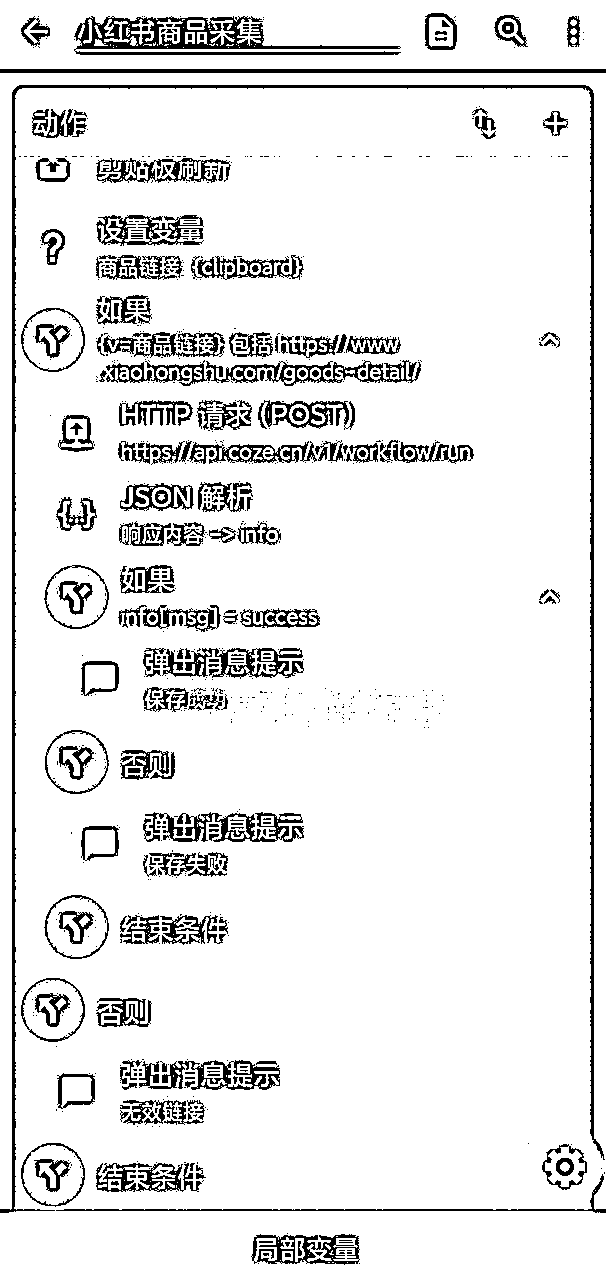 小红书商品采集
动作
剪贴板刷新
设置变量
商品链接 {clipboard}
如果
{v=商品链接} 包括 https://www
.xiaohongshu.com/goods-detail/
HTTP 请求 (POST)
https://api.coze.cn/v1/workflow/run
JSON 解析
响应内容 -> info
如果
info[msg] = success
弹出消息提示
保存成功
否则
弹出消息提示
保存失败
结束条件
否则
弹出消息提示
无效链接
结束条件
局部变量